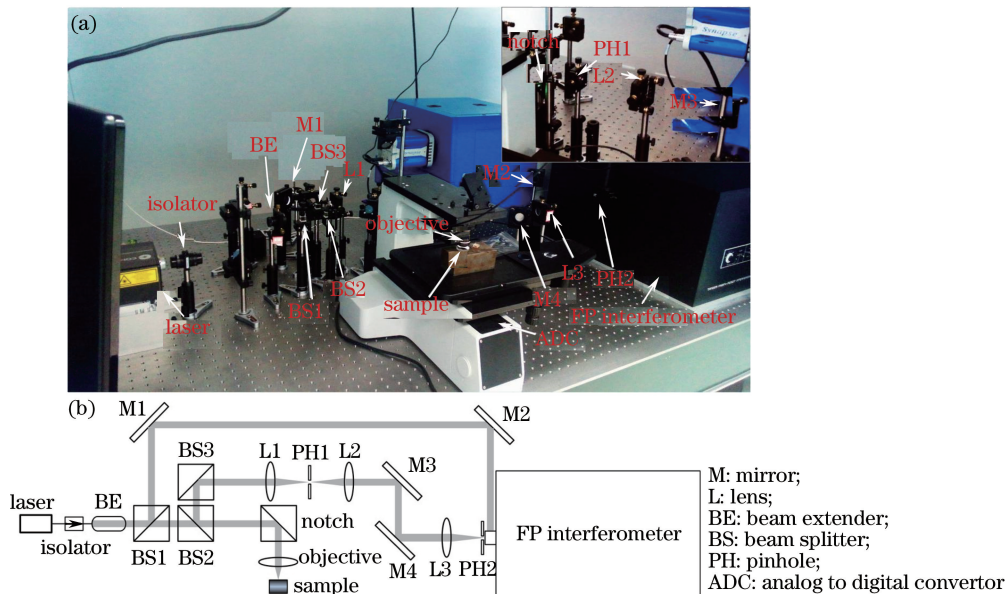 (a)
notch
PH1
L2
M3
M1
BE
BS3
L1
M2
isolator
objective
BS2
BS1
sample
L3
PH2
M4
laser
FP interferometer
ADC
(b)
M1
M2
BS3
L1
PH1
L2
M3
laser
BE
notch
FP interferometer
isolator
BS1
BS2
objective
M4
L3
PH2
sample
M: mirror;
L: lens;
BE: beam extender;
BS: beam splitter;
PH: pinhole;
ADC: analog to digital convertor